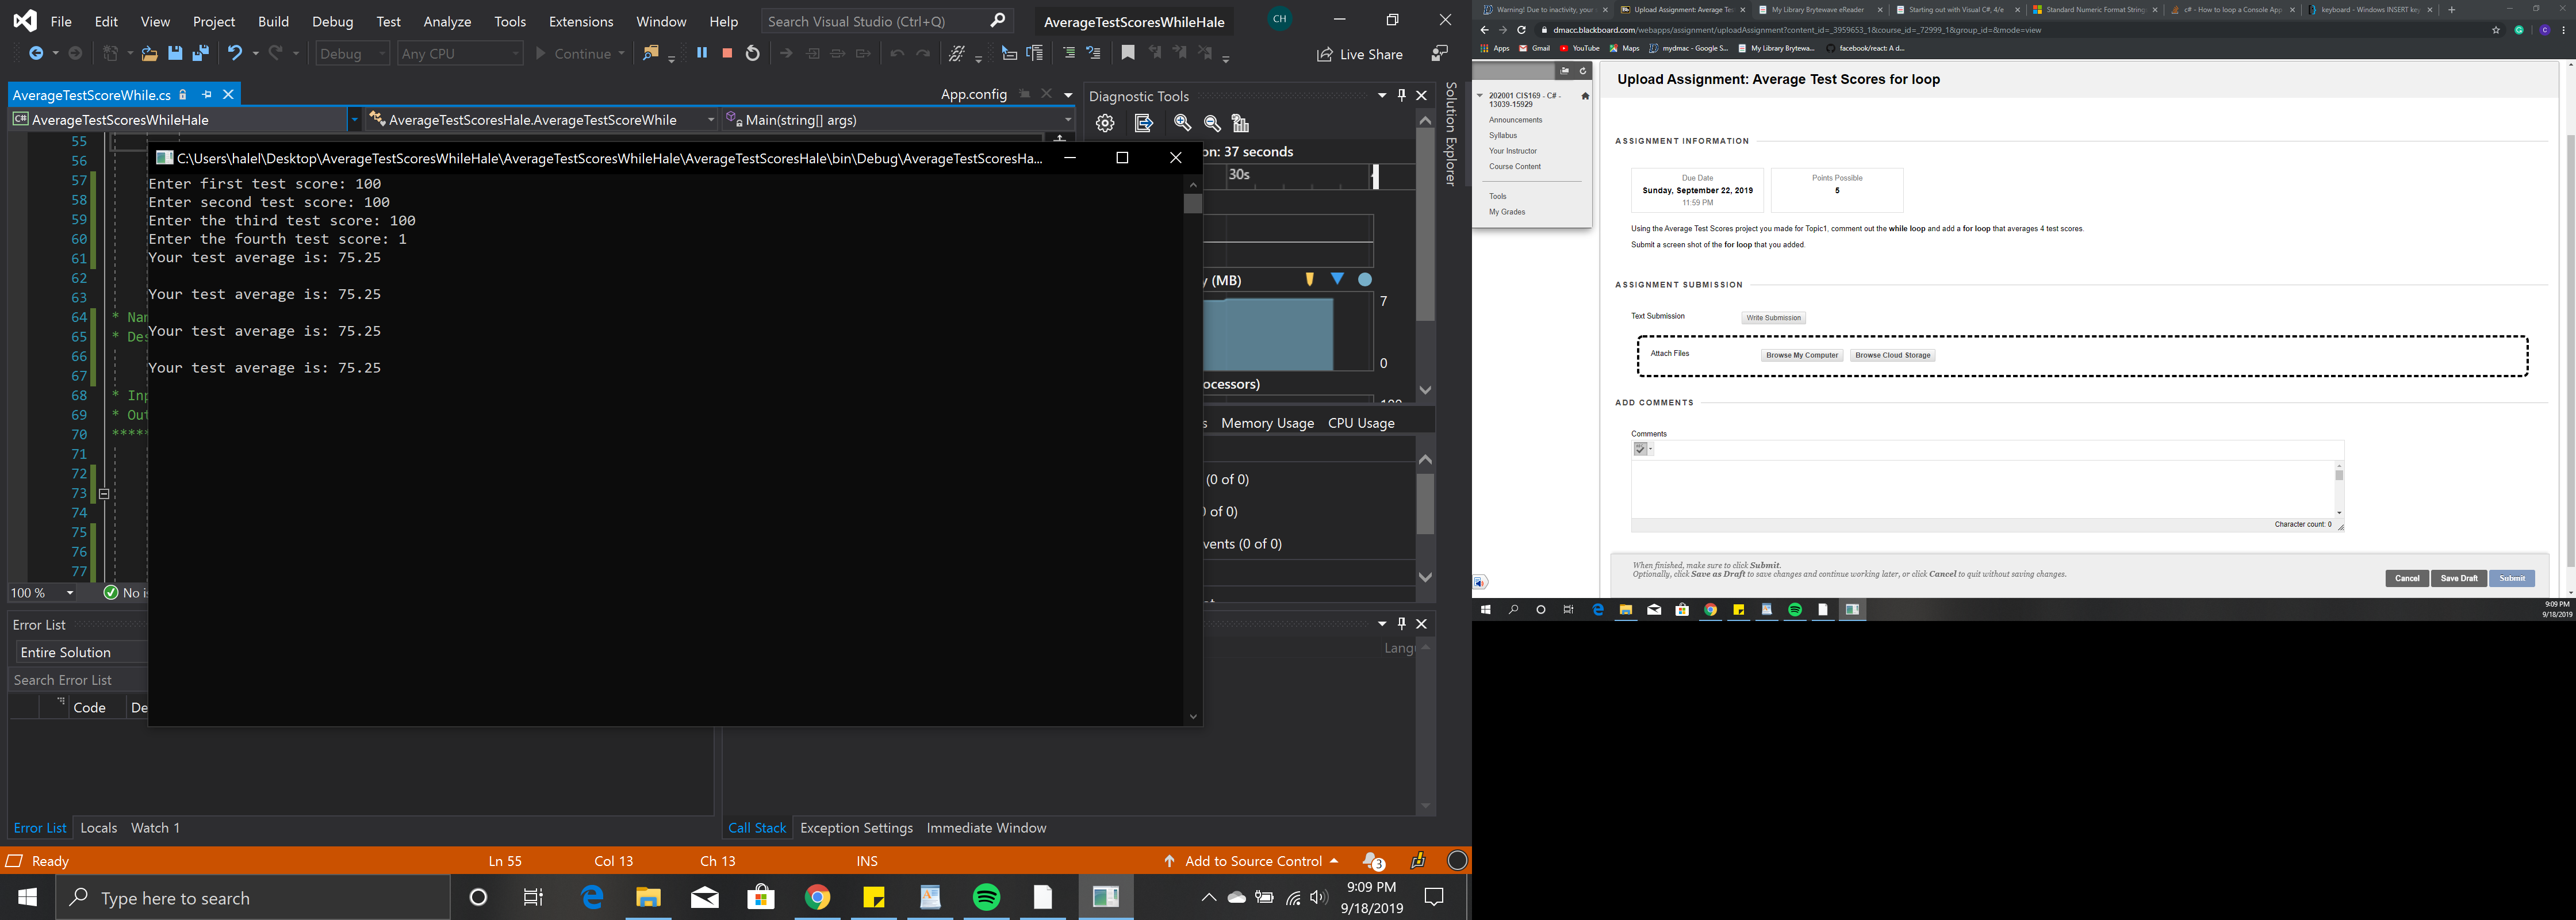 File Edit View Project Build Debug Test Analyze Tools Extensions Window Help Search Visual Studio (Ctrl+Q) AverageTestScoresWhileHale CH
Debug Any CPU Continue Live Share
AverageTestScoreWhile.cs App.config
AverageTestScoresWhileHale AverageTestScoresHale.AverageTestScoreWhile Main(string[] args)
55
56
57
58
59
60
61
62
63
64 * Nam
65 * Des
66
67
68 * Inp
69 * Out
70 *****
71
72
73
74
75
76
77
100 % No is
C:\Users\halel\Desktop\AverageTestScoresWhileHale\AverageTestScoresWhileHale\AverageTestScoresHale\bin\Debug\AverageTestScoresHa...
Enter first test score: 100
Enter second test score: 100
Enter the third test score: 100
Enter the fourth test score: 1
Your test average is: 75.25
Your test average is: 75.25
Your test average is: 75.25
Your test average is: 75.25
Diagnostic Tools
on: 37 seconds
30s
y (MB)
7
0
ocessors)
s Memory Usage CPU Usage
(0 of 0)
of 0)
vents (0 of 0)
Solution Explorer
Error List
Entire Solution
Search Error List
Code De
Langu
Error List Locals Watch 1
Call Stack Exception Settings Immediate Window
Ready Ln 55 Col 13 Ch 13 INS Add to Source Control 3
Type here to search
9:09 PM
9/18/2019
Warning! Due to inactivity, your Upload Assignment: Average Te My Library Brytewave eReader Starting out with Visual C#, 4/e Standard Numeric Format String c# - How to loop a Console App keyboard - Windows INSERT key
dmacc.blackboard.com/webapps/assignment/uploadAssignment?content_id=_3959653_1&course_id=_72999_1&group_id=&mode=view
Apps Gmail YouTube Maps mydmac - Google S... My Library Brytewa... facebook/react: A d...
202001 CIS169 - C# -
13039-15929
Announcements
Syllabus
Your Instructor
Course Content
Tools
My Grades
Upload Assignment: Average Test Scores for loop
ASSIGNMENT INFORMATION
Due Date
Sunday, September 22, 2019
11:59 PM
Points Possible
5
Using the Average Test Scores project you made for Topic1, comment out the while loop and add a for loop that averages 4 test scores.
Submit a screen shot of the for loop that you added.
ASSIGNMENT SUBMISSION
Text Submission Write Submission
Attach Files Browse My Computer Browse Cloud Storage
ADD COMMENTS
Comments
Character count: 0
When finished, make sure to click Submit.
Optionally, click Save as Draft to save changes and continue working later, or click Cancel to quit without saving changes.
Cancel Save Draft Submit
9:09 PM
9/18/2019